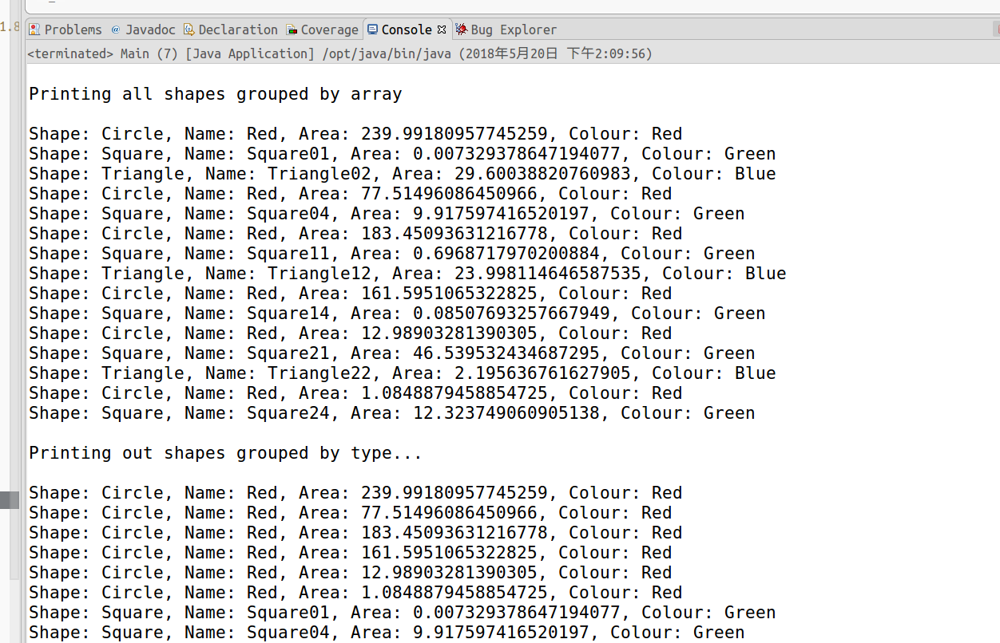 1.8
Problems @ Javadoc Declaration Coverage Console Bug Explorer
<terminated> Main (7) [Java Application] /opt/java/bin/java (2018年5月20日 下午2:09:56)
Printing all shapes grouped by array
Shape: Circle, Name: Red, Area: 239.99180957745259, Colour: Red
Shape: Square, Name: Square01, Area: 0.007329378647194077, Colour: Green
Shape: Triangle, Name: Triangle02, Area: 29.60038820760983, Colour: Blue
Shape: Circle, Name: Red, Area: 77.51496086450966, Colour: Red
Shape: Square, Name: Square04, Area: 9.917597416520197, Colour: Green
Shape: Circle, Name: Red, Area: 183.45093631216778, Colour: Red
Shape: Square, Name: Square11, Area: 0.6968717970200884, Colour: Green
Shape: Triangle, Name: Triangle12, Area: 23.998114646587535, Colour: Blue
Shape: Circle, Name: Red, Area: 161.5951065322825, Colour: Red
Shape: Square, Name: Square14, Area: 0.08507693257667949, Colour: Green
Shape: Circle, Name: Red, Area: 12.98903281390305, Colour: Red
Shape: Square, Name: Square21, Area: 46.539532434687295, Colour: Green
Shape: Triangle, Name: Triangle22, Area: 2.195636761627905, Colour: Blue
Shape: Circle, Name: Red, Area: 1.0848879458854725, Colour: Red
Shape: Square, Name: Square24, Area: 12.323749060905138, Colour: Green
Printing out shapes grouped by type...
Shape: Circle, Name: Red, Area: 239.99180957745259, Colour: Red
Shape: Circle, Name: Red, Area: 77.51496086450966, Colour: Red
Shape: Circle, Name: Red, Area: 183.45093631216778, Colour: Red
Shape: Circle, Name: Red, Area: 161.5951065322825, Colour: Red
Shape: Circle, Name: Red, Area: 12.98903281390305, Colour: Red
Shape: Circle, Name: Red, Area: 1.0848879458854725, Colour: Red
Shape: Square, Name: Square01, Area: 0.007329378647194077, Colour: Green
Shape: Square, Name: Square04, Area: 9.917597416520197, Colour: Green